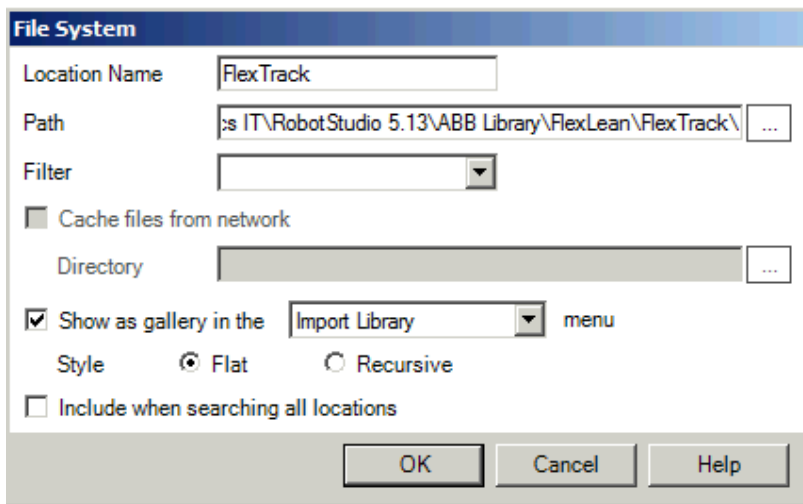 File System
Location Name FlexTrack
Path cs IT\RobotStudio 5.13\ABB Library\FlexLean\FlexTrack\ ...
Filter
Cache files from network
Directory ...
Show as gallery in the Import Library menu
Style Flat Recursive
Include when searching all locations
OK Cancel Help